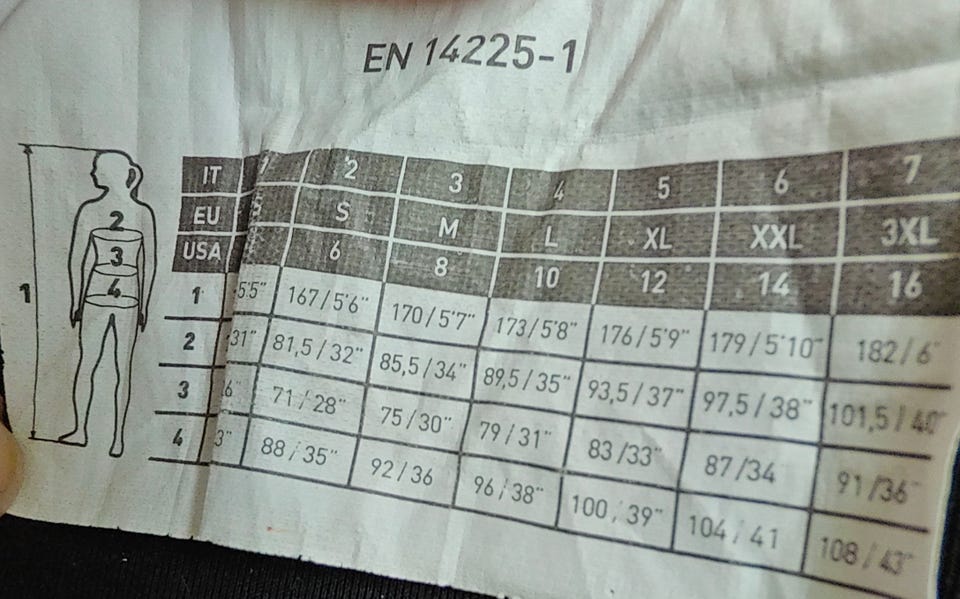 EN 14225-1
IT 2 3 4 5 6 7
EU S M L XL XXL 3XL
USA 6 8 10 12 14 16
1 5'5" 167/5'6" 170/5'7" 173/5'8" 176/5'9" 179/5'10" 182/6"
2 31" 81,5/32" 85,5/34" 89,5/35" 93,5/37" 97,5/38" 101,5/40"
3 6" 71/28" 75/30" 79/31" 83/33" 87/34 91/36"
4 3" 88/35" 92/36 96/38" 100/39" 104/41 108/43"
1
2
3
4